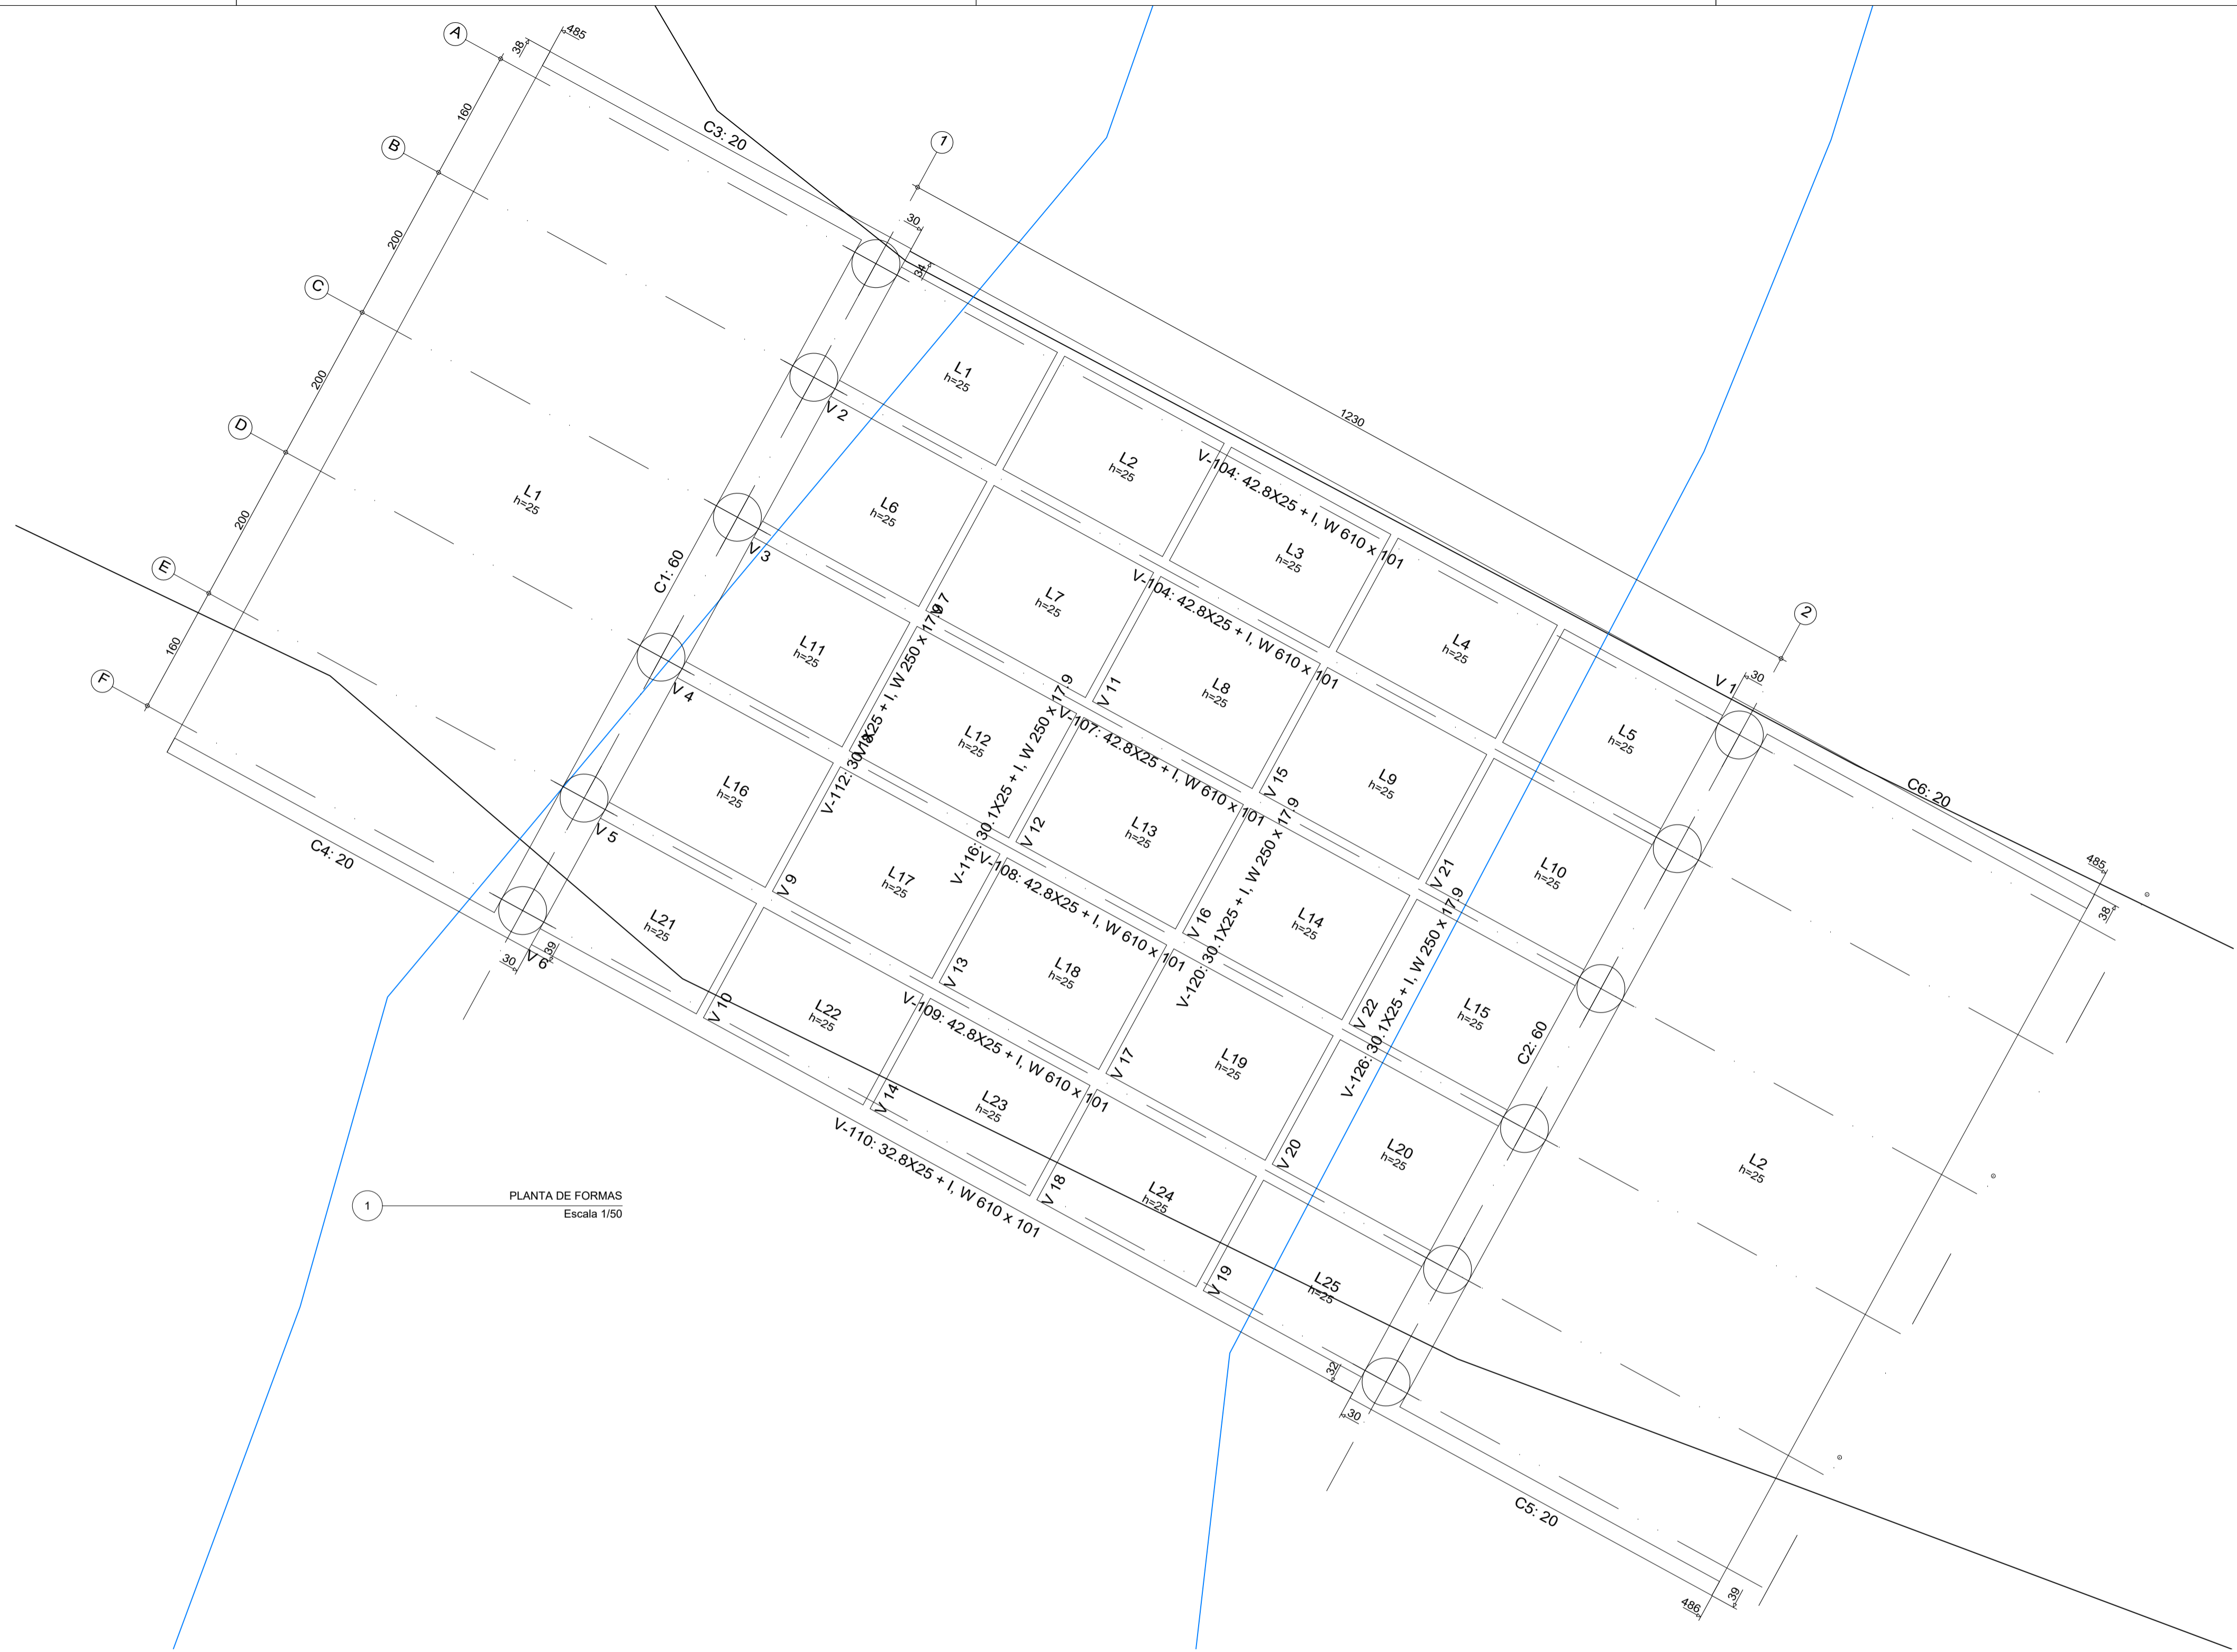 A
38
485
160
B
C3: 20
1
200
30
34
C
200
L1
h=25
1230
D
V 2
L2
h=25
V-104: 42.8X25 + I, W 610 x 101
L1
h=25
L6
h=25
L3
h=25
200
V 3
E
C1: 60
L7
h=25
V-104: 42.8X25 + I, W 610 x 101
L4
h=25
2
160
L11
h=25
V 7
V 4
L8
h=25
V 1
30
F
V 8
V-112: 30.1X25 + I, W 250 x 17.9
L12
h=25
V 11
V-107: 42.8X25 + I, W 610 x 101
L5
h=25
L16
h=25
V 15
L9
h=25
C6: 20
V-116: 30.1X25 + I, W 250 x 17.9
V 5
V 12
L13
h=25
C4: 20
V 9
L17
h=25
V-108: 42.8X25 + I, W 610 x 101
V 21
L10
h=25
485
38
L21
h=25
V 16
L14
h=25
30
39
V 6
V 13
L18
h=25
V-120: 30.1X25 + I, W 250 x 17.9
V 10
L22
h=25
V-109: 42.8X25 + I, W 610 x 101
V 22
L15
h=25
V-126: 30.1X25 + I, W 250 x 17.9
C2: 60
V 17
L19
h=25
V 14
L23
h=25
V-110: 32.8X25 + I, W 610 x 101
V 20
L20
h=25
L2
h=25
V 18
L24
h=25
1
PLANTA DE FORMAS
Escala 1/50
V 19
L25
h=25
32
30
C5: 20
486
39